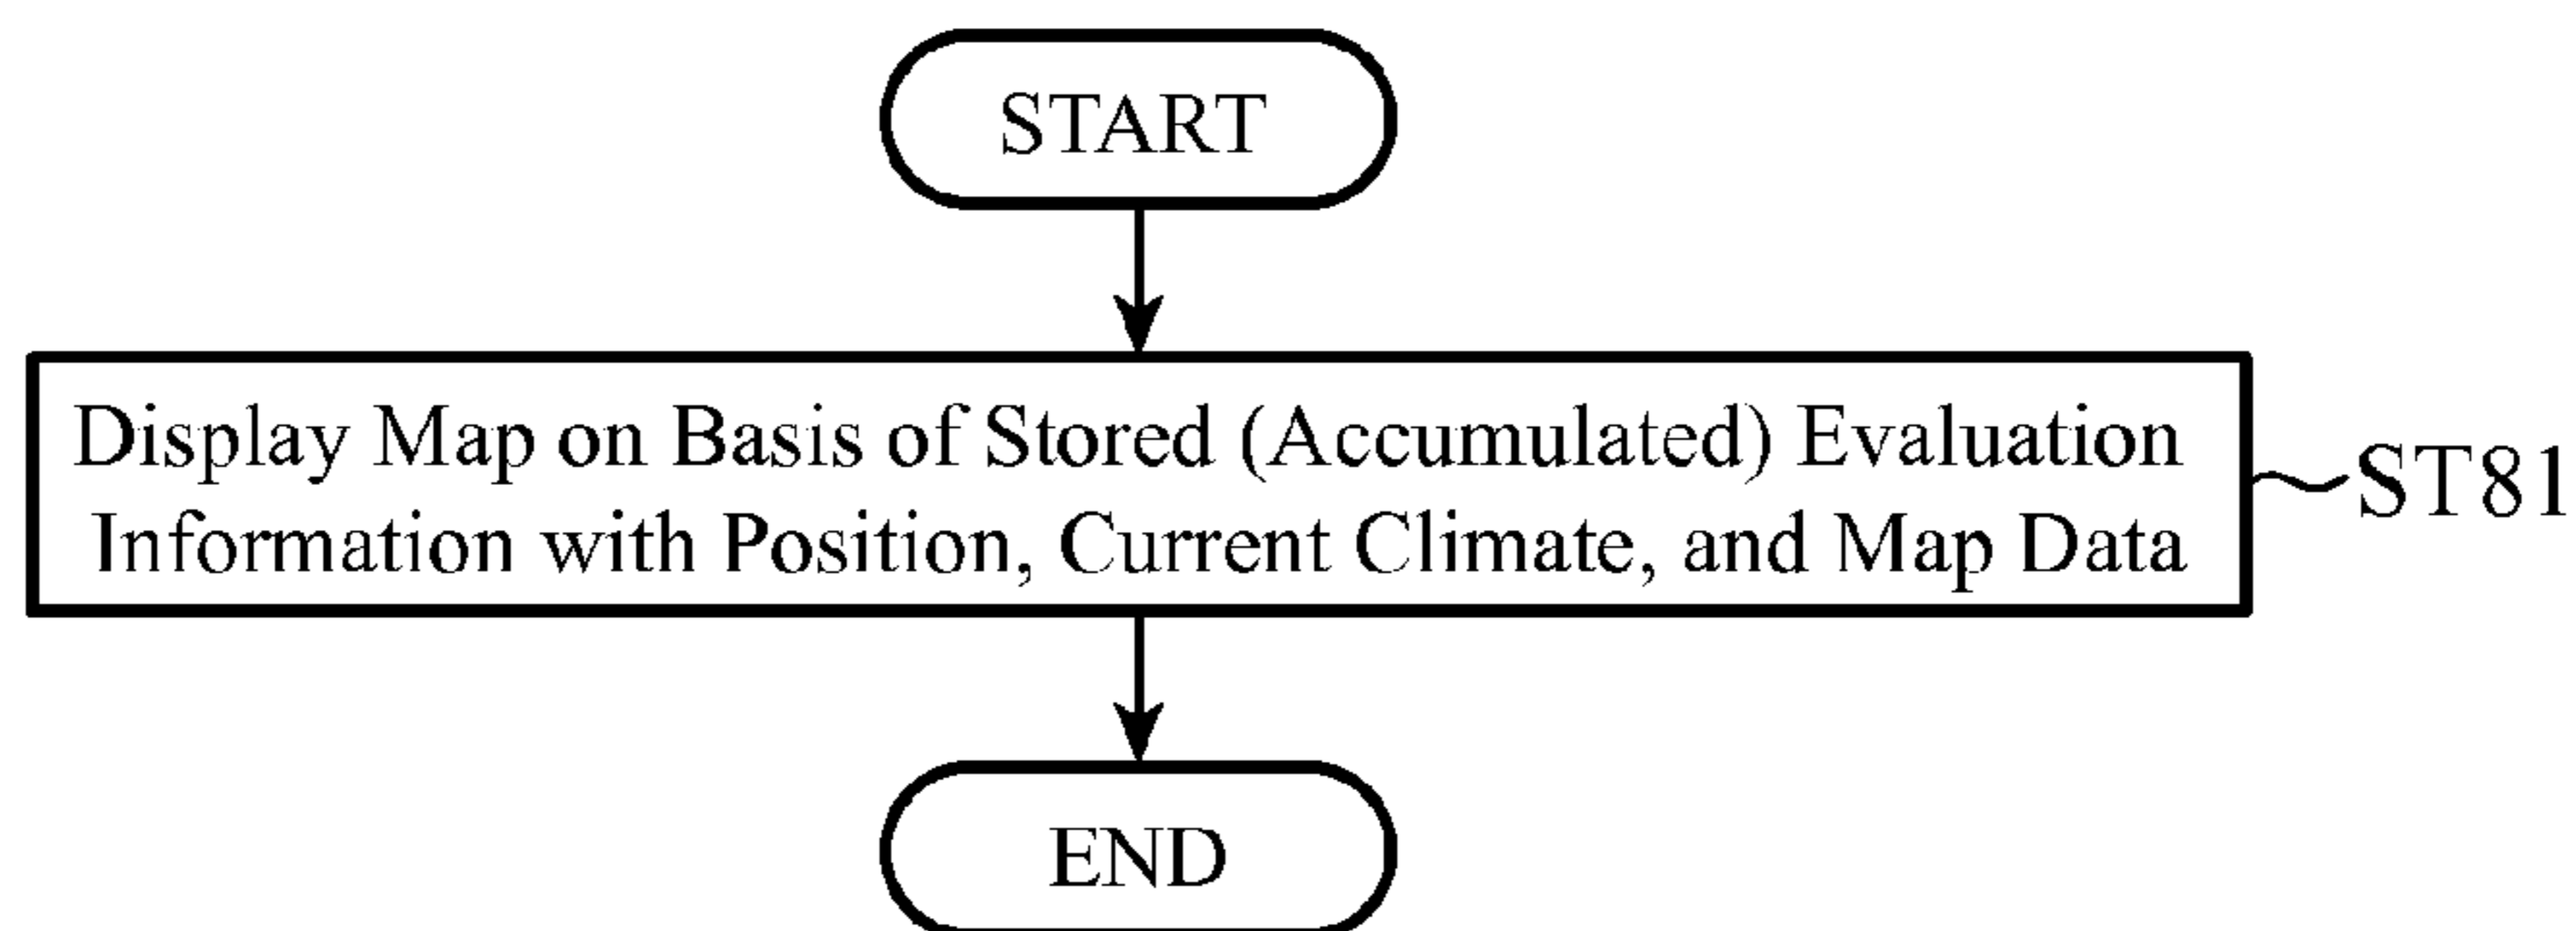 START
Display Map on Basis of Stored (Accumulated) Evaluation
Information with Position, Current Climate, and Map Data
ST81
END